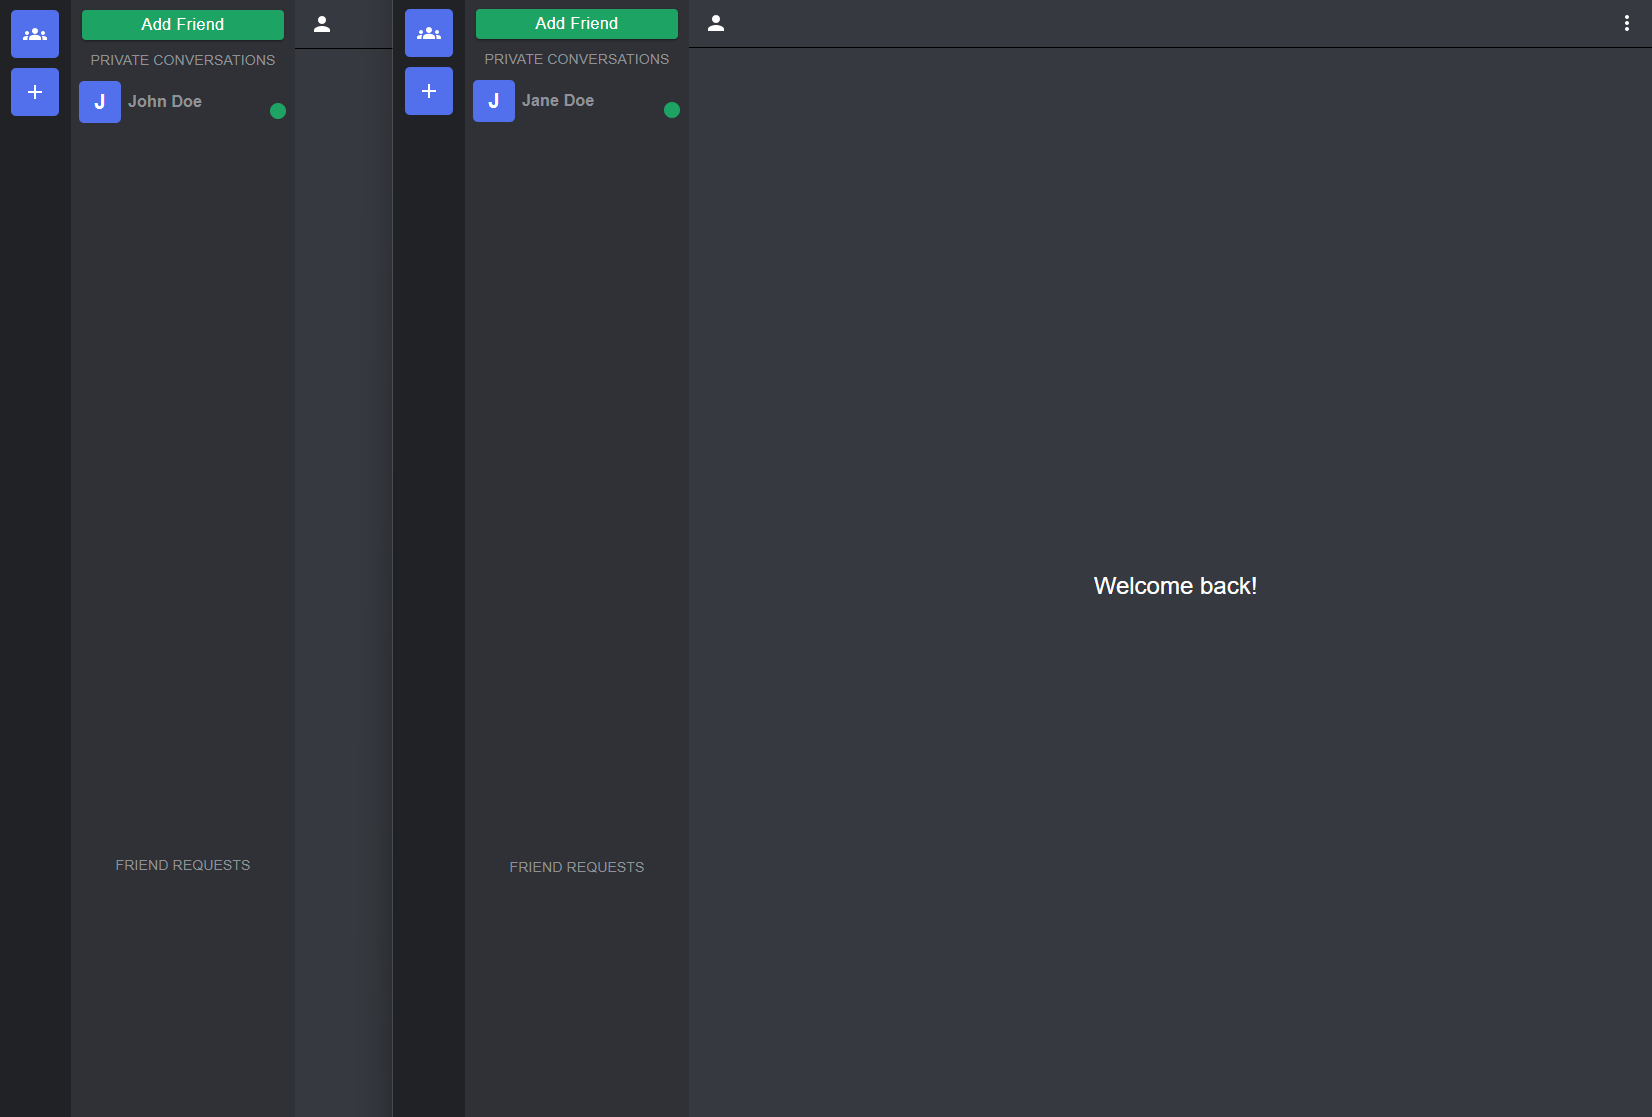 Add Friend
PRIVATE CONVERSATIONS
J John Doe
FRIEND REQUESTS
Add Friend
PRIVATE CONVERSATIONS
J Jane Doe
FRIEND REQUESTS
Welcome back!